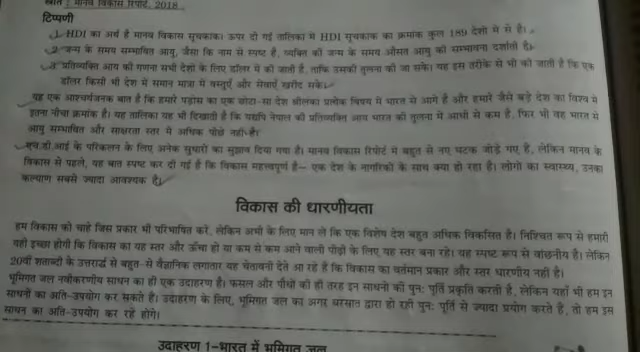 स्रोत : मानव विकास रिपोर्ट, 2018
टिप्पणी
1. HDI का अर्थ है मानव विकास सूचकांक। ऊपर दी गई तालिका में HDI सूचकांक का क्रमांक कुल 189 देशों में से है।
2. जन्म के समय सम्भावित आयु, जैसा कि नाम से स्पष्ट है, व्यक्ति की जन्म के समय औसत आयु की सम्भावना दर्शाती है।
3. प्रतिव्यक्ति आय की गणना सभी देशों के लिए डॉलर में की जाती है, ताकि उसकी तुलना की जा सके। यह इस तरीके से भी की जाती है कि एक
डॉलर किसी भी देश में समान मात्रा में वस्तुएँ और सेवाएँ खरीद सके।
यह एक आश्चर्यजनक बात है कि हमारे पड़ोस का एक छोटा-सा देश श्रीलंका प्रत्येक विषय में भारत से आगे है और हमारे जैसे बड़े देश का विश्व में
इतना नीचा क्रमांक है। यह तालिका यह भी दिखाती है कि यद्यपि नेपाल की प्रतिव्यक्ति आय भारत की तुलना में आधी से कम है, फिर भी वह भारत में
आयु सम्भावित और साक्षरता स्तर में अधिक पीछे नहीं है।
एच.डी.आई के परिकलन के लिए अनेक सुधारों का सुझाव दिया गया है। मानव विकास रिपोर्ट में बहुत से नए घटक जोड़े गए हैं, लेकिन मानव के
विकास से पहले, यह बात स्पष्ट कर दी गई है कि विकास महत्त्वपूर्ण है– एक देश के नागरिकों के साथ क्या हो रहा है। लोगों का स्वास्थ्य, उनका
कल्याण सबसे ज्यादा आवश्यक है।
विकास की धारणीयता
हम विकास को चाहे जिस प्रकार भी परिभाषित करें, लेकिन अभी के लिए मान लें कि एक विशेष देश बहुत अधिक विकसित है। निश्चित रूप से हमारी
यही इच्छा होगी कि विकास का यह स्तर और ऊँचा हो या कम से कम आने वाली पीढ़ी के लिए यह स्तर बना रहे। यह स्पष्ट रूप से वांछनीय है। लेकिन
20वीं शताब्दी के उत्तरार्द्ध से बहुत-से वैज्ञानिक लगातार यह चेतावनी देते आ रहे हैं कि विकास का वर्तमान प्रकार और स्तर धारणीय नहीं है।
भूमिगत जल नवीकरणीय साधन का ही एक उदाहरण है। फसल और पौधों की ही तरह इन साधनों की पुनः पूर्ति प्रकृति करती है, लेकिन यहाँ भी हम इन
साधनों का अति-उपयोग कर सकते हैं। उदाहरण के लिए, भूमिगत जल का अगर बरसात द्वारा हो रही पुनः पूर्ति से ज्यादा प्रयोग करते हैं, तो हम इस
साधन का अति-उपयोग कर रहे होंगे।
उदाहरण 1-भारत में भूमिगत जल